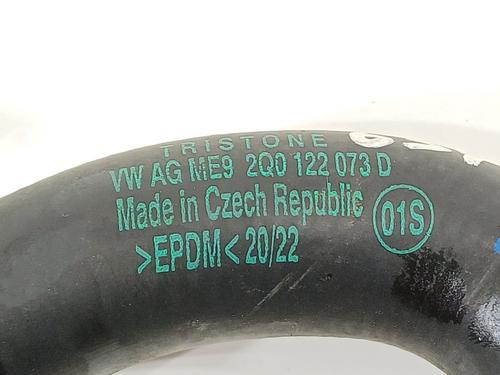 TRISTONE
VW AG ME9 2Q0 122 073 D
Made in Czech Republic
01S
>EPDM< 20/22